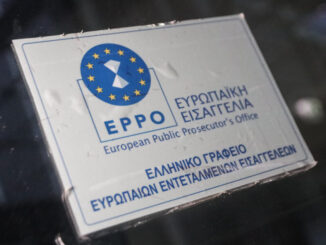 EPPO
ΕΥΡΩΠΑΪΚΗ
ΕΙΣΑΓΓΕΛΙΑ
European Public Prosecutor's Office
ΕΛΛΗΝΙΚΟ ΓΡΑΦΕΙΟ
ΕΥΡΩΠΑΙΩΝ ΕΝΤΕΤΑΛΜΕΝΩΝ ΕΙΣΑΓΓΕΛΕΩΝ